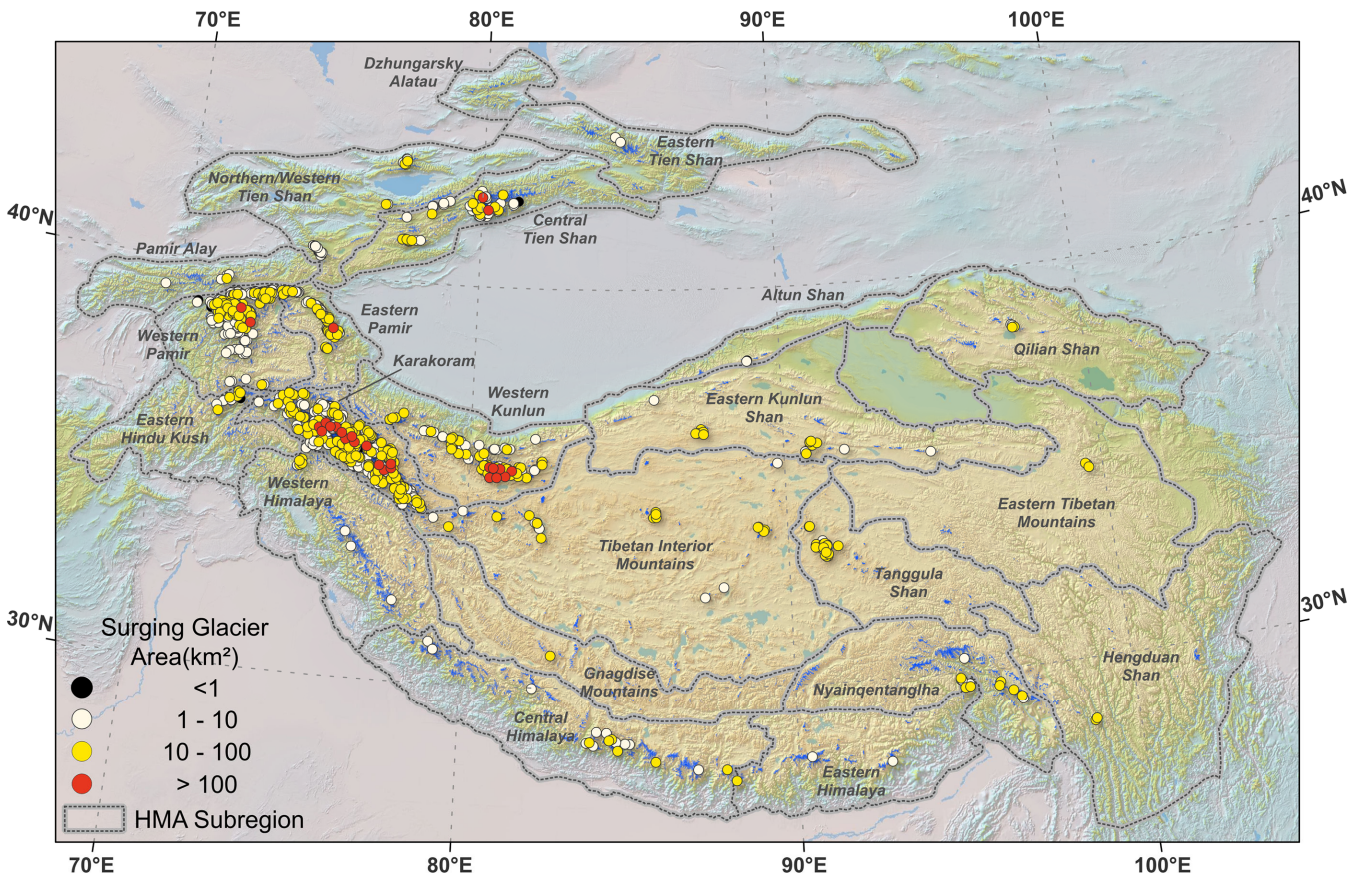 70°E
80°E
90°E
100°E
Dzhungarsky
Alatau
Eastern
Tien Shan
Northern/Western
Tien Shan
40°N
40°N
Central
Tien Shan
Pamir Alay
Altun Shan
Eastern
Pamir
Western
Pamir
Qilian Shan
Karakoram
Western
Kunlun
Eastern Kunlun
Shan
Eastern
Hindu Kush
Western
Himalaya
Eastern Tibetan
Mountains
Tibetan Interior
Mountains
Tanggula
Shan
30°N
30°N
Surging Glacier
Area(km²)
<1
1 - 10
10 - 100
> 100
HMA Subregion
Hengduan
Shan
Gnagdise
Mountains
Nyainqentanglha
Central
Himalaya
Eastern
Himalaya
70°E
80°E
90°E
100°E